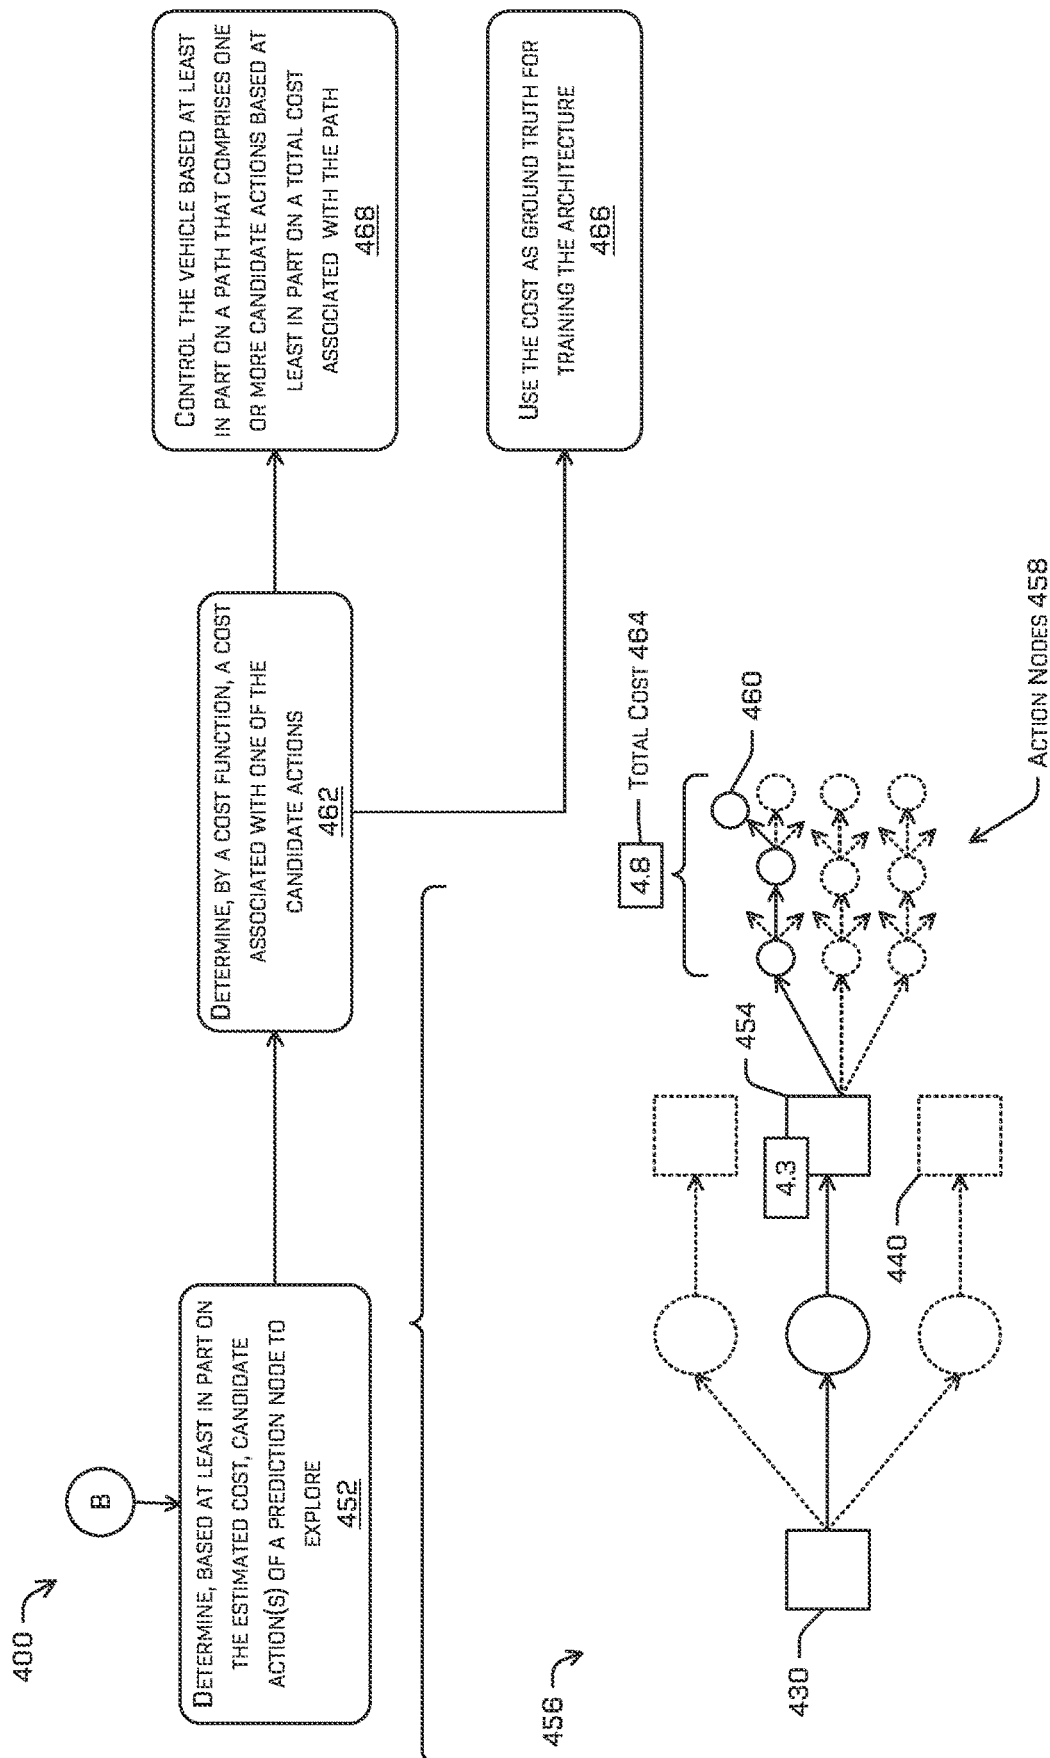 400
B
DETERMINE, BASED AT LEAST IN PART ON
THE ESTIMATED COST, CANDIDATE
ACTION(S) OF A PREDICTION NODE TO
EXPLORE
452
DETERMINE, BY A COST FUNCTION, A COST
ASSOCIATED WITH ONE OF THE
CANDIDATE ACTIONS
462
CONTROL THE VEHICLE BASED AT LEAST
IN PART ON A PATH THAT COMPRISES ONE
OR MORE CANDIDATE ACTIONS BASED AT
LEAST IN PART ON A TOTAL COST
ASSOCIATED WITH THE PATH
468
USE THE COST AS GROUND TRUTH FOR
TRAINING THE ARCHITECTURE
466
456
430
440
4.3
454
4.8
TOTAL COST 464
460
ACTION NODES 458